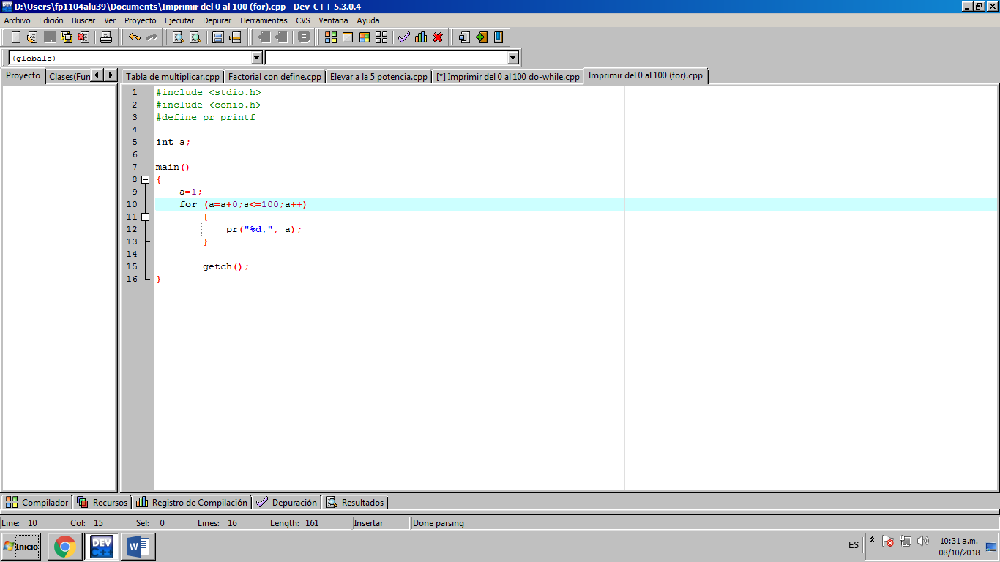 D:\Users\fp1104alu39\Documents\Imprimir del 0 al 100 (for).cpp - Dev-C++ 5.3.0.4
Archivo Edición Buscar Ver Proyecto Ejecutar Depurar Herramientas CVS Ventana Ayuda
(globals)
Proyecto Clases(Fun Tabla de multiplicar.cpp Factorial con define.cpp Elevar a la 5 potencia.cpp [*] Imprimir del 0 al 100 do-while.cpp Imprimir del 0 al 100 (for).cpp
1 #include <stdio.h>
2 #include <conio.h>
3 #define pr printf
4
5 int a;
6
7 main()
8 {
9 a=1;
10 for (a=a+0;a<=100;a++)
11 {
12 pr("%d,", a);
13 }
14
15 getch();
16 }
Compilador Recursos Registro de Compilación Depuración Resultados
Line: 10 Col: 15 Sel: 0 Lines: 16 Length: 161 Insertar Done parsing
Inicio DEV C++ W ES 10:31 a.m.
08/10/2018